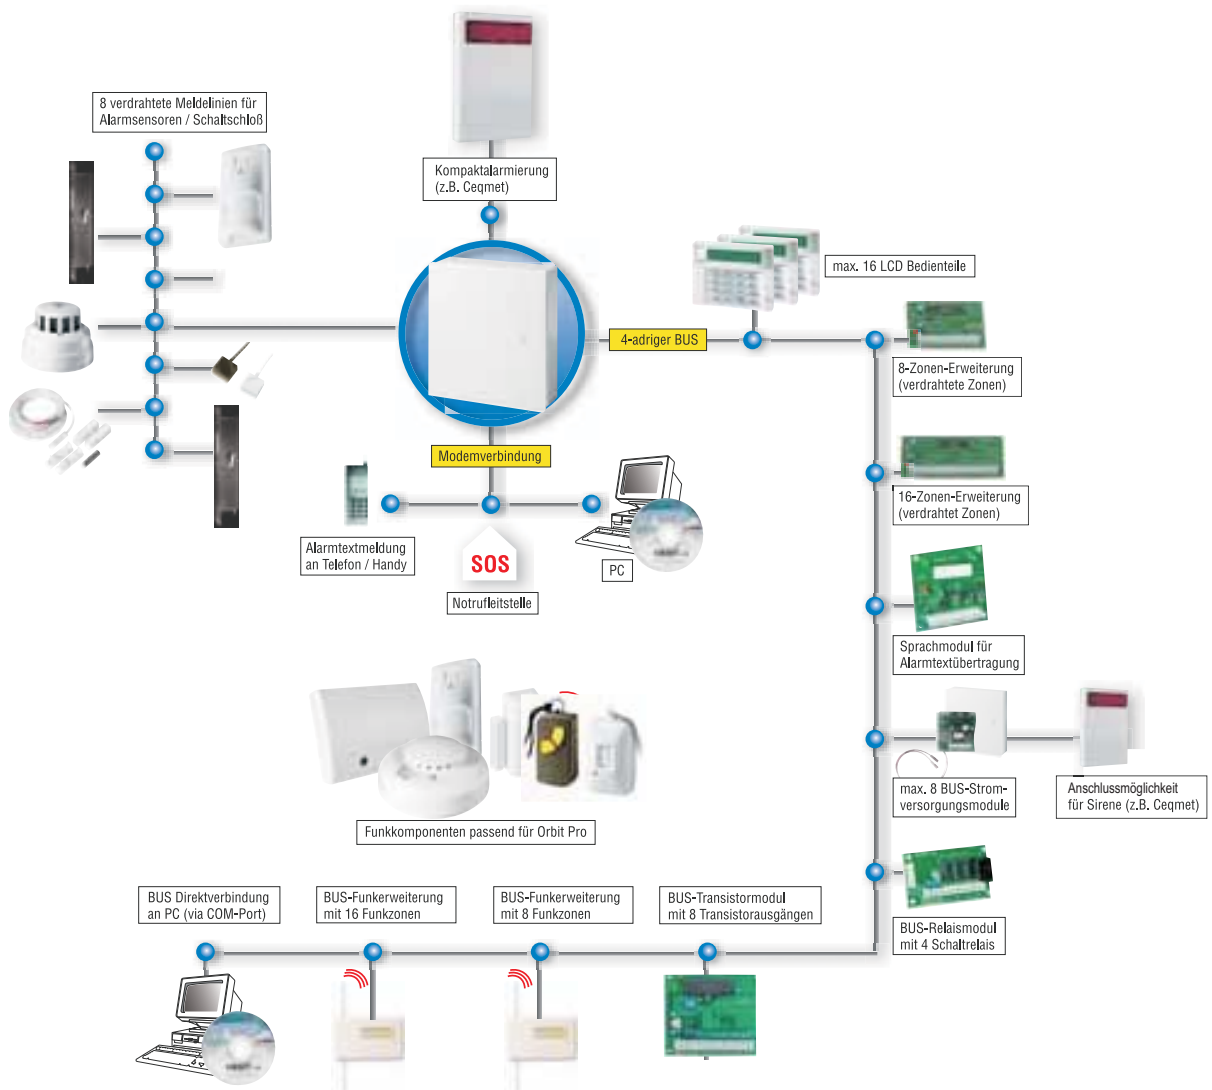 8 verdrahtete Meldelinien für
Alarmsensoren / Schaltschloß
Kompaktalarmierung
(z.B. Ceqmet)
max. 16 LCD Bedienteile
4-adriger BUS
8-Zonen-Erweiterung
(verdrahtete Zonen)
Modemverbindung
16-Zonen-Erweiterung
(verdrahtet Zonen)
Alarmtextmeldung
an Telefon / Handy
SOS
PC
Notrufleitstelle
Sprachmodul für
Alarmtextübertragung
max. 8 BUS-Strom-
versorgungsmodule
Anschlussmöglichkeit
für Sirene (z.B. Ceqmet)
Funkkomponenten passend für Orbit Pro
BUS Direktverbindung
an PC (via COM-Port)
BUS-Funkerweiterung
mit 16 Funkzonen
BUS-Funkerweiterung
mit 8 Funkzonen
BUS-Transistormodul
mit 8 Transistorausgängen
BUS-Relaismodul
mit 4 Schaltrelais